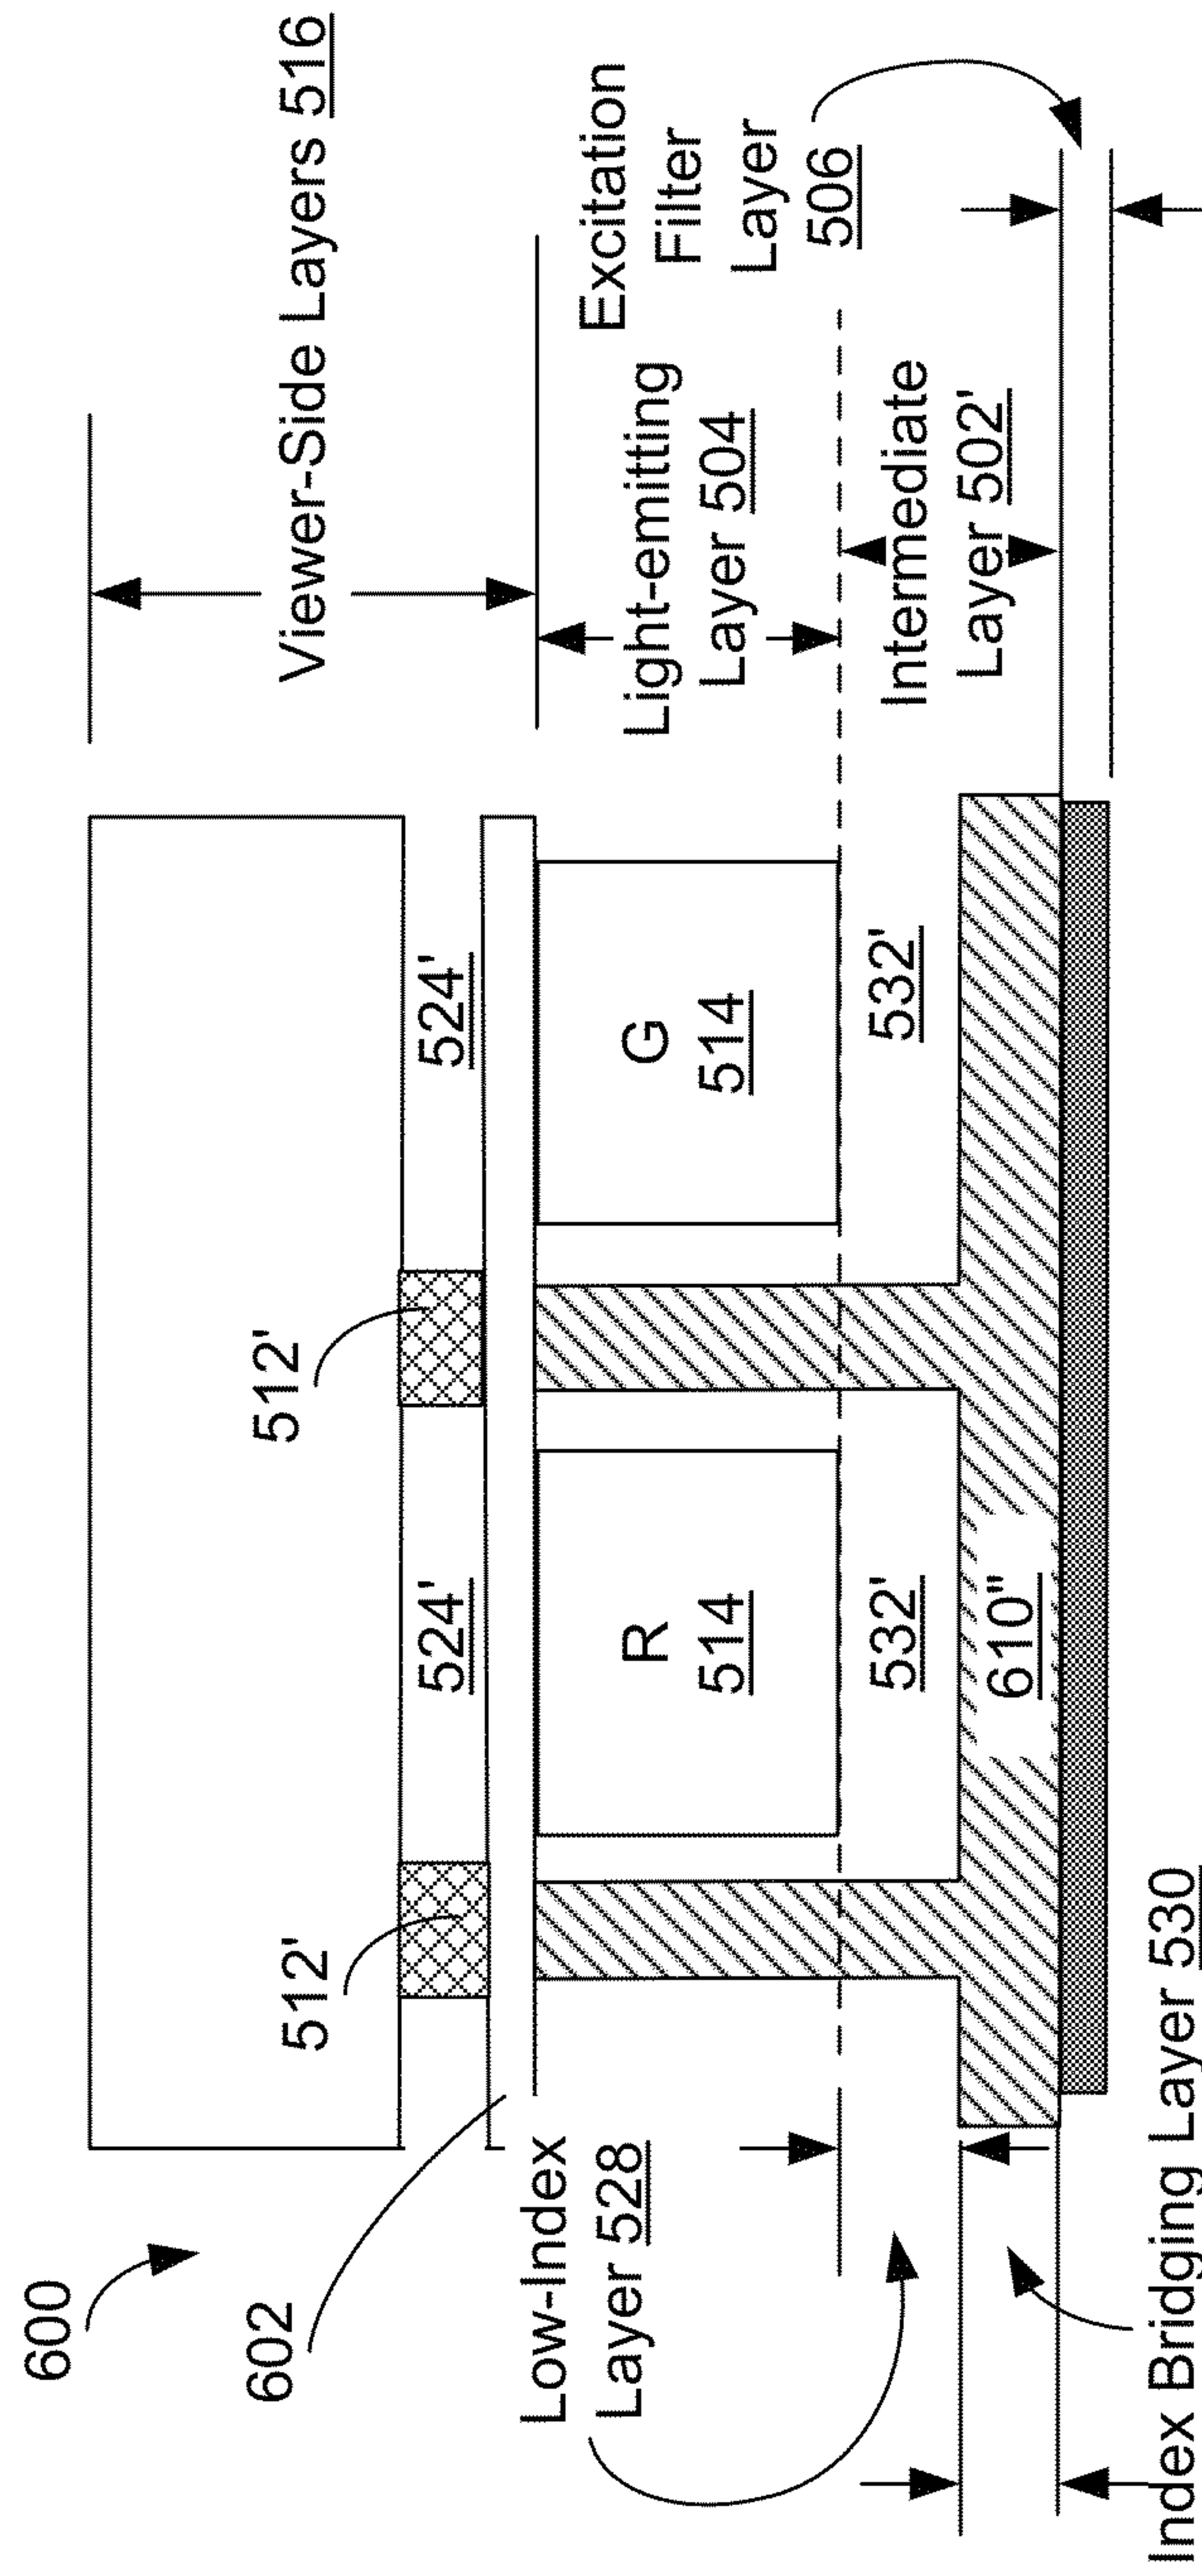 600
Viewer-Side Layers 516
512'
512'
602
524'
524'
Low-Index
Layer 528
R
514
G
514
Light-emitting
Layer 504
Excitation
Filter
Layer
506
532'
532'
Intermediate
Layer 502'
610"
Index Bridging Layer 530